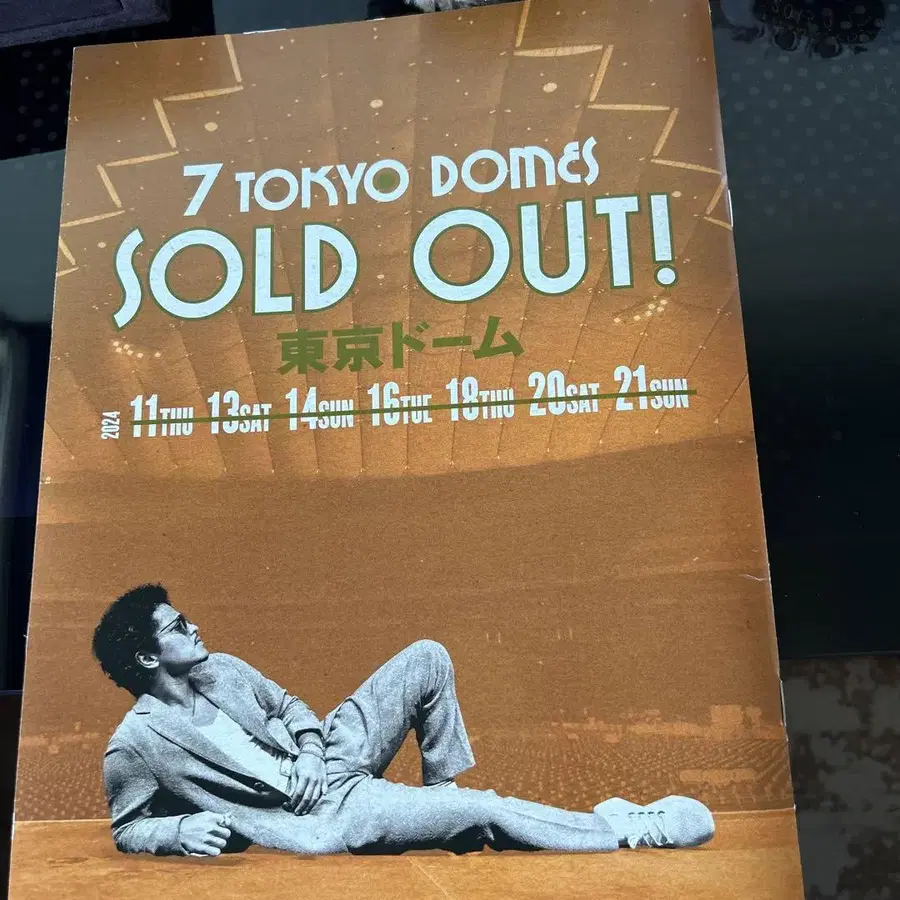 7 TOKYO DOMES
SOLD OUT!
東京ドーム
2024 11THU 13SAT 14SUN 16TUE 18THU 20SAT 21SUN